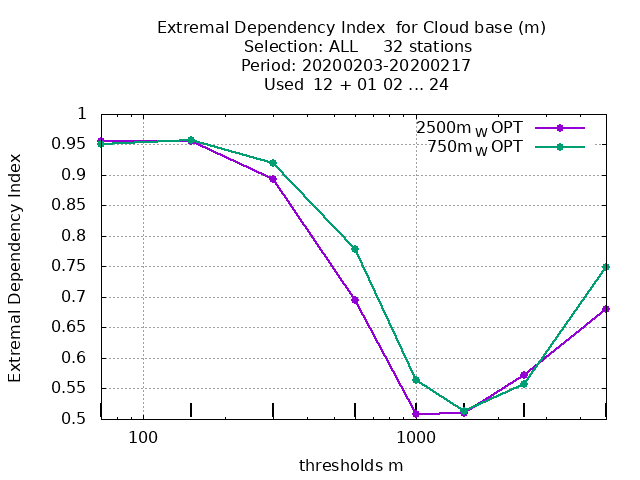 Extremal Dependency Index  for Cloud base (m)
Selection: ALL     32 stations
Period: 20200203-20200217
Used  12 + 01 02 ... 24
2500m W OPT
750m W OPT
1
0.95
0.9
0.85
0.8
0.75
0.7
0.65
0.6
0.55
0.5
Extremal Dependency Index
100
1000
thresholds m